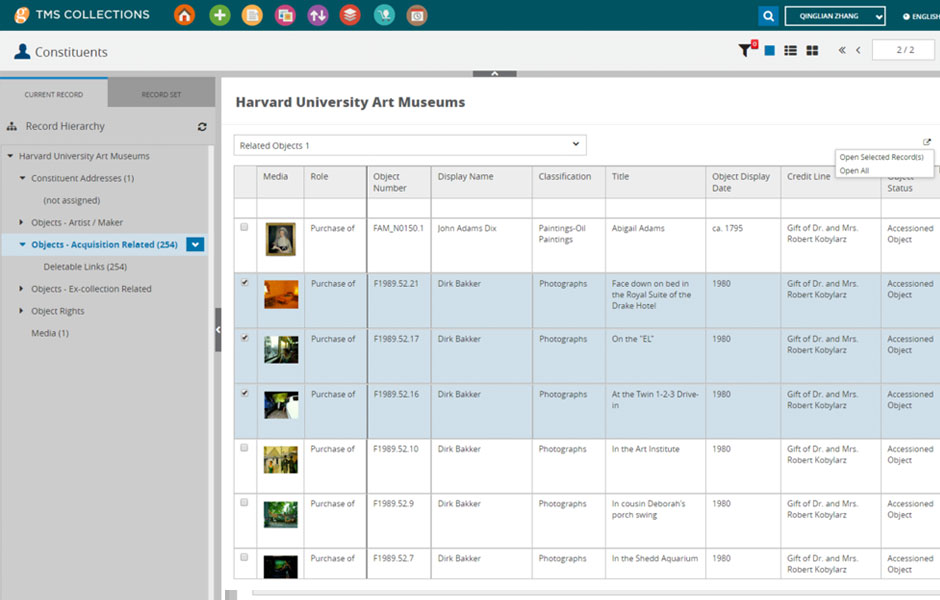 TMS COLLECTIONS
QINGLIAN ZHANG
ENGLISH
Constituents
8
2 / 2
CURRENT RECORD
RECORD SET
Record Hierarchy
Harvard University Art Museums
Constituent Addresses (1)
(not assigned)
Objects - Artist / Maker
Objects - Acquisition Related (254)
Deletable Links (254)
Objects - Ex-collection Related
Object Rights
Media (1)
Harvard University Art Museums
Related Objects 1
Open Selected Record(s)
Open All
Media
Role
Object
Number
Display Name
Classification
Title
Object Display
Date
Credit Line
Object
Status
Purchase of
FAM_N0150.1
John Adams Dix
Paintings-Oil
Paintings
Abigail Adams
ca. 1795
Gift of Dr. and Mrs.
Robert Kobylarz
Accessioned
Object
Purchase of
F1989.52.21
Dirk Bakker
Photographs
Face down on bed in
the Royal Suite of the
Drake Hotel
1980
Gift of Dr. and Mrs.
Robert Kobylarz
Accessioned
Object
Purchase of
F1989.52.17
Dirk Bakker
Photographs
On the "EL"
1980
Gift of Dr. and Mrs.
Robert Kobylarz
Accessioned
Object
Purchase of
F1989.52.16
Dirk Bakker
Photographs
At the Twin 1-2-3 Drive-
in
1980
Gift of Dr. and Mrs.
Robert Kobylarz
Accessioned
Object
Purchase of
F1989.52.10
Dirk Bakker
Photographs
In the Art Institute
1980
Gift of Dr. and Mrs.
Robert Kobylarz
Accessioned
Object
Purchase of
F1989.52.9
Dirk Bakker
Photographs
In cousin Deborah's
porch swing
1980
Gift of Dr. and Mrs.
Robert Kobylarz
Accessioned
Object
Purchase of
F1989.52.7
Dirk Bakker
Photographs
In the Shedd Aquarium
1980
Gift of Dr. and Mrs.
Robert Kobylarz
Accessioned
Object